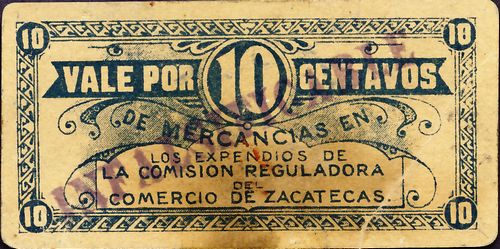 10 10
VALE POR 10 CENTAVOS
DE MERCANCIAS EN
LOS EXPENDIOS DE
LA COMISION REGULADORA
DEL
COMERCIO DE ZACATECAS.
10 10